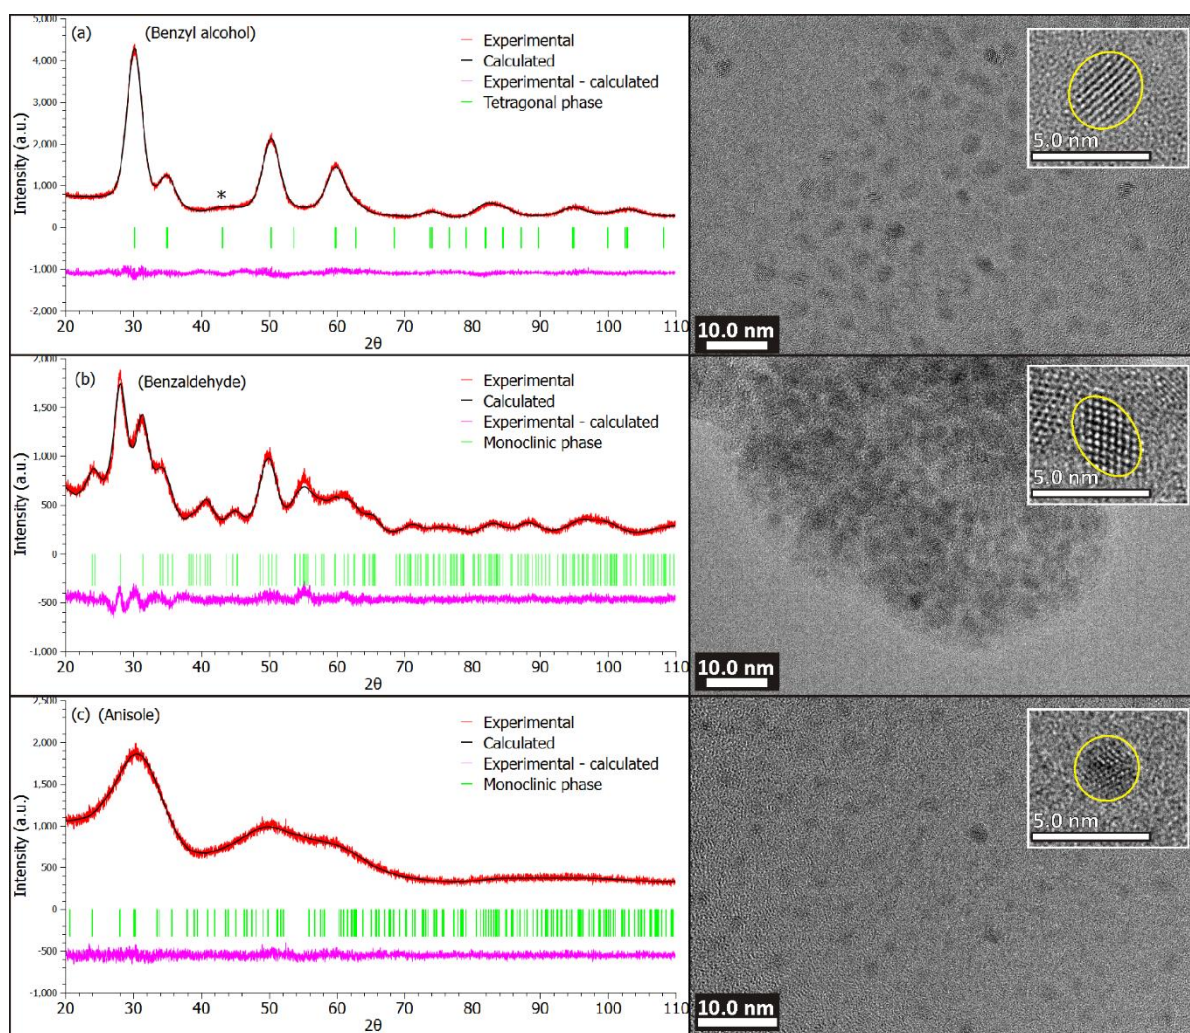 (a) (Benzyl alcohol)
Experimental
Calculated
Experimental - calculated
Tetragonal phase
*
Intensity (a.u.)
5,000
4,000
3,000
2,000
1,000
0
-1,000
-2,000
20 30 40 50 60 70 80 90 100 110
2θ
5.0 nm
10.0 nm
(b) (Benzaldehyde)
Experimental
Calculated
Experimental - calculated
Monoclinic phase
Intensity (a.u.)
2,000
1,500
1,000
500
0
-500
-1,000
20 30 40 50 60 70 80 90 100 110
2θ
5.0 nm
10.0 nm
(c) (Anisole)
Experimental
Calculated
Experimental - calculated
Monoclinic phase
Intensity (a.u.)
2,500
2,000
1,500
1,000
500
0
-500
-1,000
20 30 40 50 60 70 80 90 100 110
2θ
5.0 nm
10.0 nm